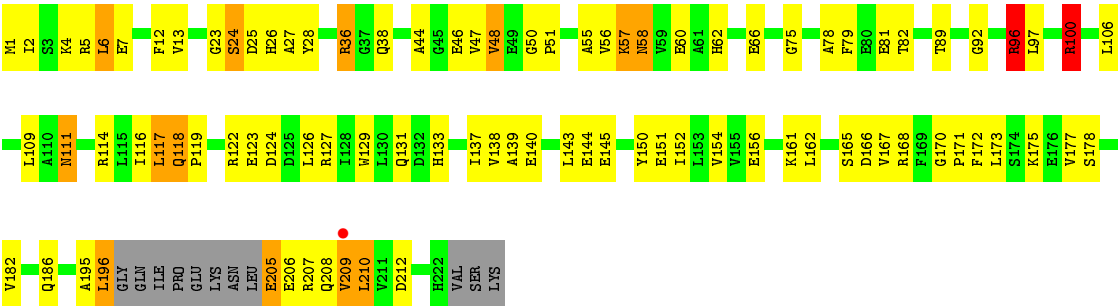 M1 I2 S3 K4 R5 L6 E7 F12 V13 G23 S24 D25 H26 A27 Y28 R36 G37 Q38 A44 G45 E46 V47 V48 E49 G50 P51 A55 V56 K57 N58 V59 E60 A61 H62 E66 G75 A78 F79 E80 E81 T82 T89 G92 R96 L97 R100 L106
L109 A110 N111 R114 L115 I116 L117 Q118 P119 R122 E123 D124 D125 L126 R127 I128 W129 L130 Q131 D132 H133 I137 V138 A139 E140 L143 E144 E145 Y150 E151 I152 L153 V154 V155 E156 K161 L162 S165 D166 V167 R168 F169 G170 P171 F172 L173 S174 K175 E176 V177 S178
V182 Q186 A195 L196 GLY GLN ILE PRO GLU LYS ASN LEU E205 E206 R207 Q208 V209 L210 V211 D212 H222 VAL SER LYS